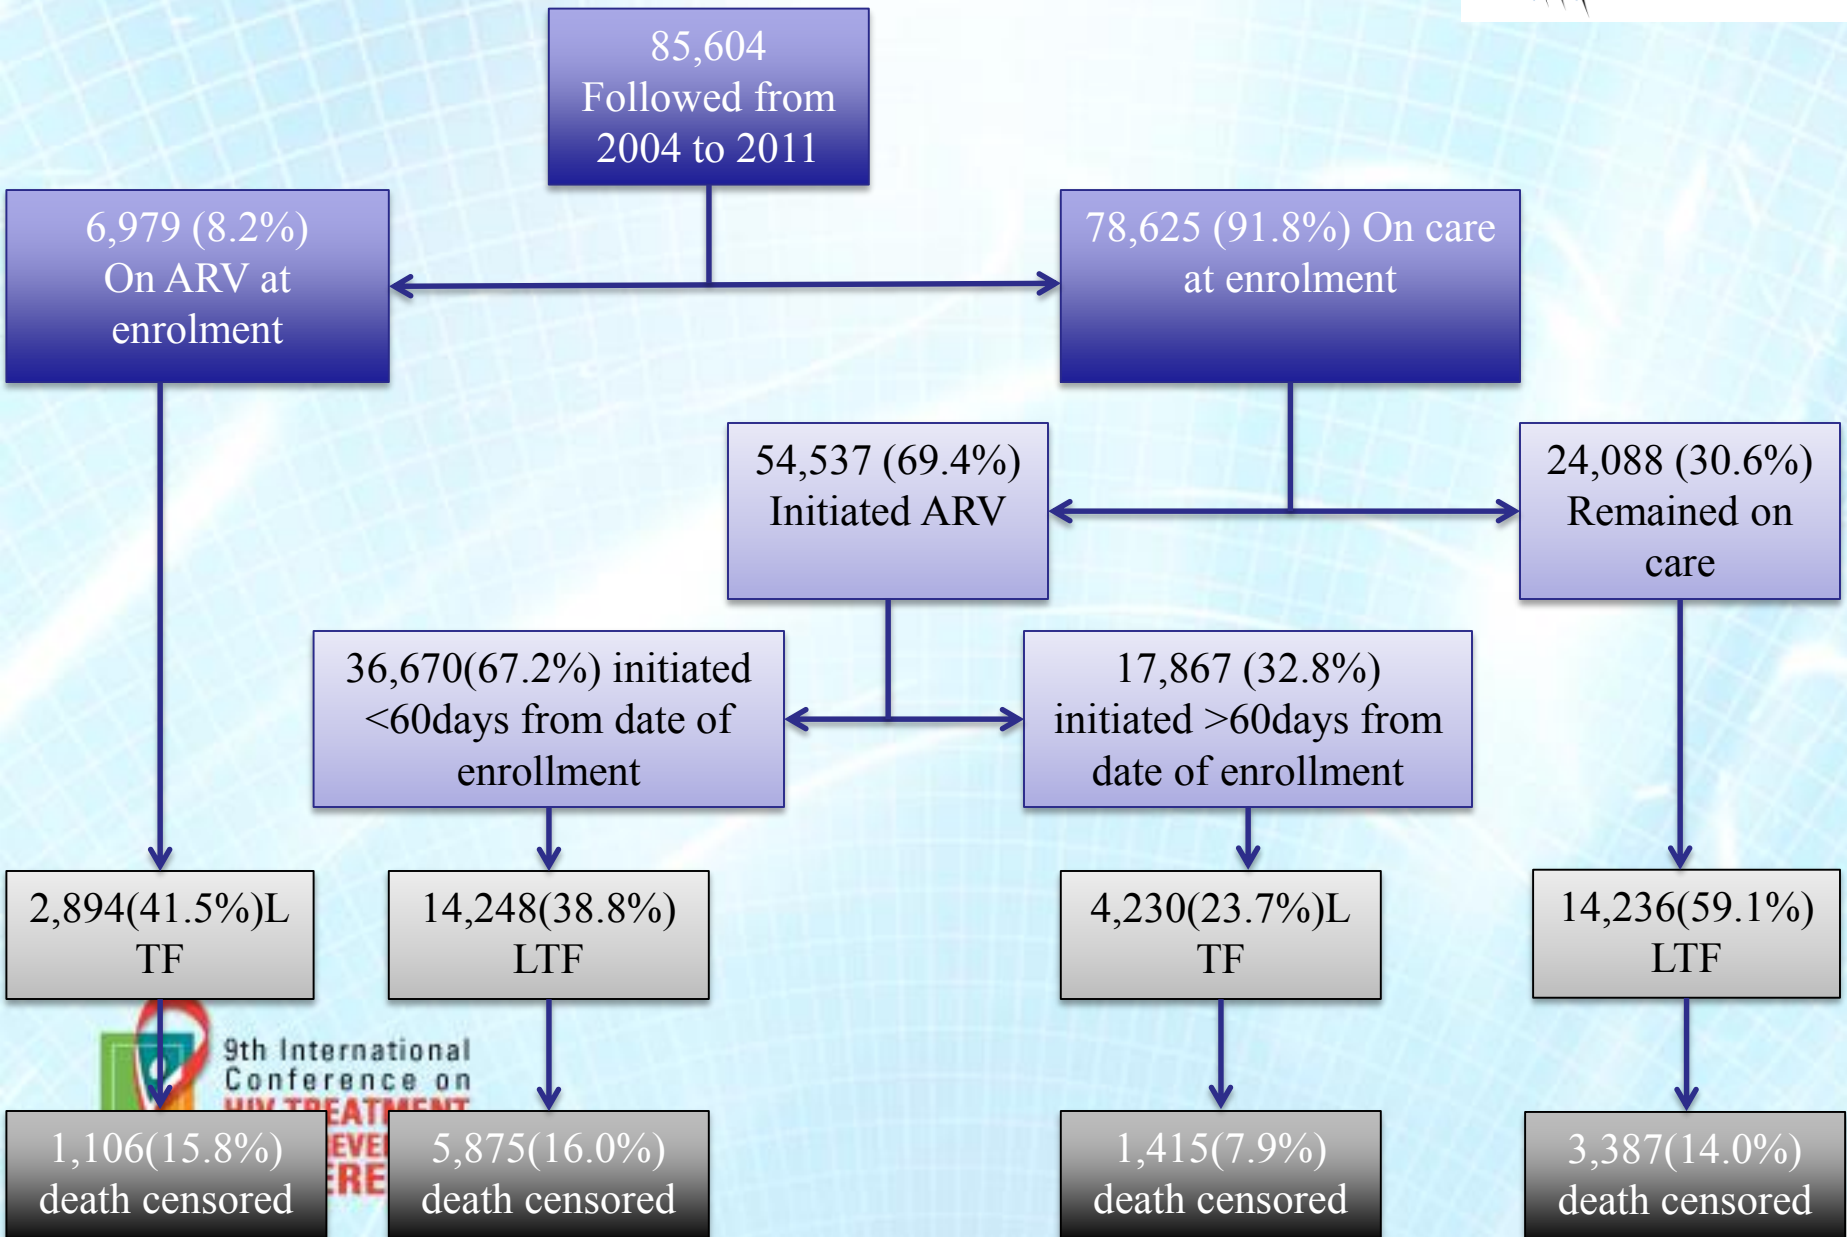 85,604
Followed from
2004 to 2011
6,979 (8.2%)
On ARV at
enrolment
78,625 (91.8%) On care
at enrolment
54,537 (69.4%)
Initiated ARV
24,088 (30.6%)
Remained on
care
36,670(67.2%) initiated
<60days from date of
enrollment
17,867 (32.8%)
initiated >60days from
date of enrollment
2,894(41.5%)L
TF
14,248(38.8%)
LTF
4,230(23.7%)L
TF
14,236(59.1%)
LTF
9th International
Conference on
HIV TREATMENT
1,106(15.8%)
death censored
5,875(16.0%)
death censored
1,415(7.9%)
death censored
3,387(14.0%)
death censored